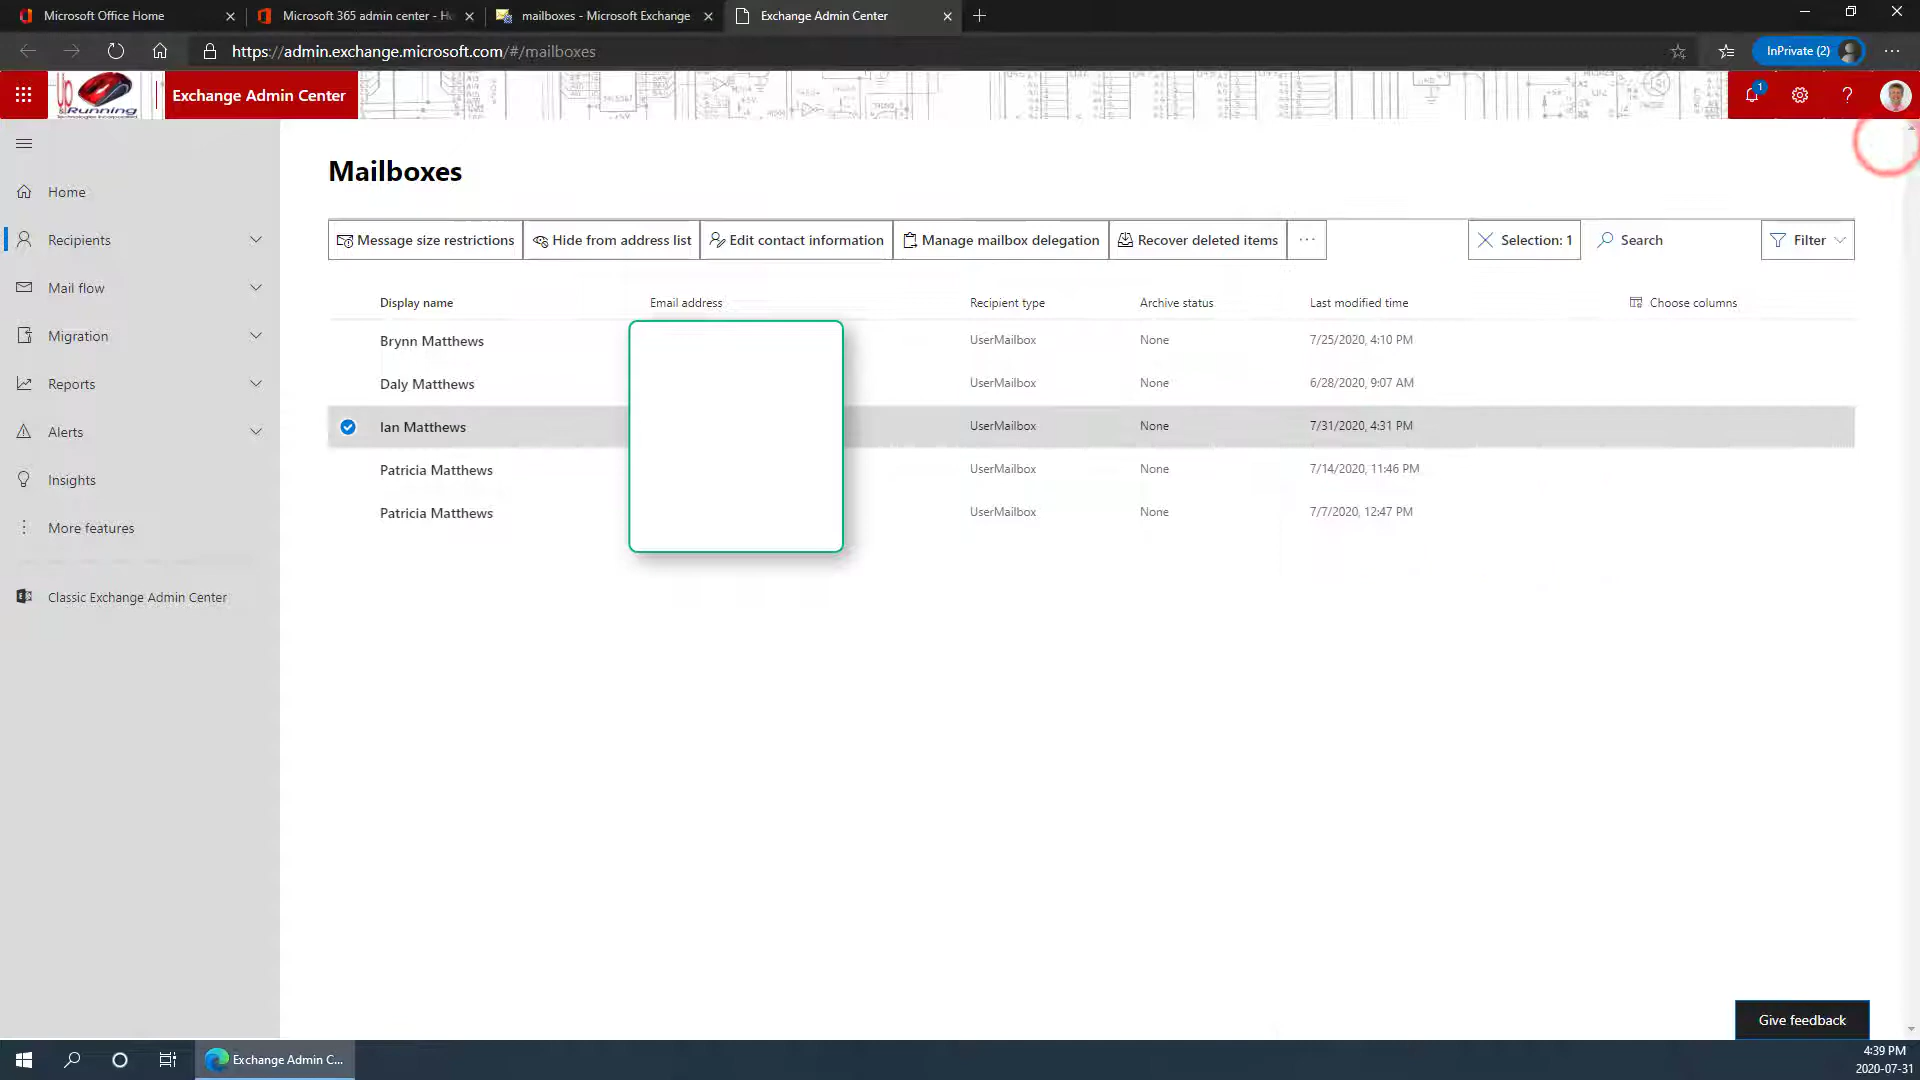 Microsoft Office Home
Microsoft 365 admin center - H
mailboxes - Microsoft Exchange
Exchange Admin Center
https://admin.exchange.microsoft.com/#/mailboxes
InPrivate (2)
Up
Running
Exchange Admin Center
1
Home
Recipients
Mail flow
Migration
Reports
Alerts
Insights
More features
Classic Exchange Admin Center
Mailboxes
Message size restrictions
Hide from address list
Edit contact information
Manage mailbox delegation
Recover deleted items
Selection: 1
Search
Filter
Display name Email address Recipient type Archive status Last modified time Choose columns
Brynn Matthews UserMailbox None 7/25/2020, 4:10 PM
Daly Matthews UserMailbox None 6/28/2020, 9:07 AM
Ian Matthews UserMailbox None 7/31/2020, 4:31 PM
Patricia Matthews UserMailbox None 7/14/2020, 11:46 PM
Patricia Matthews UserMailbox None 7/7/2020, 12:47 PM
Give feedback
Exchange Admin C...
4:39 PM
2020-07-31